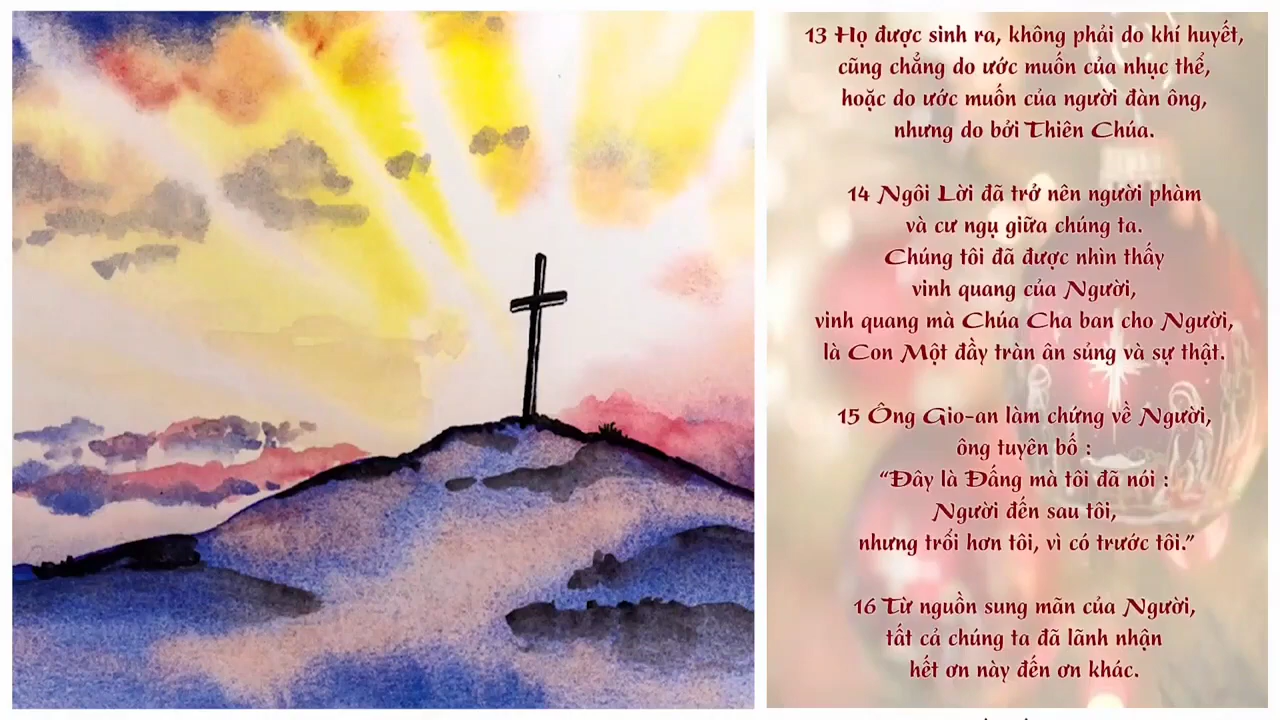 13 Họ được sinh ra, không phải do khí huyết,
cũng chẳng do ước muốn của nhục thể,
hoặc do ước muốn của người đàn ông,
nhưng do bởi Thiên Chúa.
14 Ngôi Lời đã trở nên người phàm
và cư ngụ giữa chúng ta.
Chúng tôi đã được nhìn thấy
vinh quang của Người,
vinh quang mà Chúa Cha ban cho Người,
là Con Một đầy tràn ân sủng và sự thật.
15 Ông Gio-an làm chứng về Người,
ông tuyên bố :
“Đây là Đấng mà tôi đã nói :
Người đến sau tôi,
nhưng trổi hơn tôi, vì có trước tôi.”
16 Từ nguồn sung mãn của Người,
tất cả chúng ta đã lãnh nhận
hết ơn này đến ơn khác.